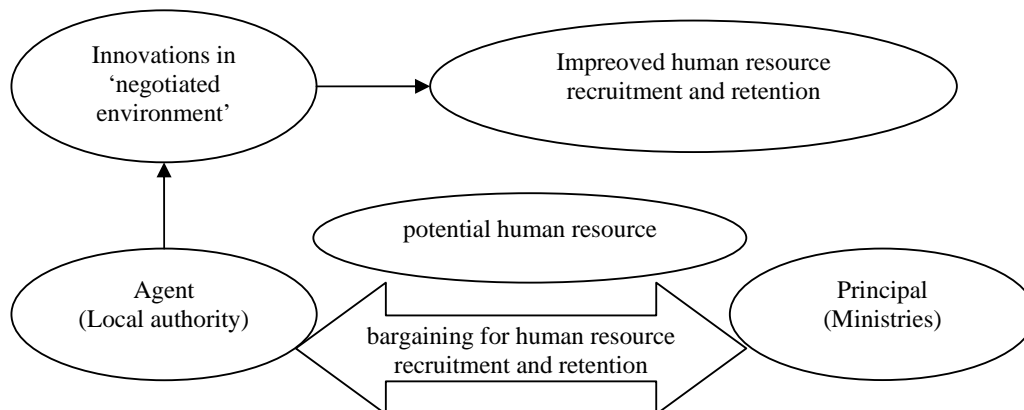 Innovations in
‘negotiated
environment’
Impreoved human resource
recruitment and retention
potential human resource
Agent
(Local authority)
bargaining for human resource
recruitment and retention
Principal
(Ministries)